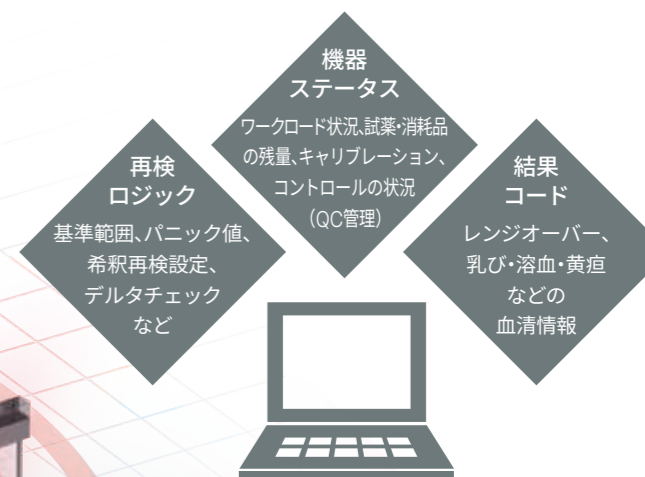 機器
ステータス
ワークロード状況、試薬・消耗品
の残量、キャリブレーション、
コントロールの状況
(QC管理)
再検
ロジック
基準範囲、パニック値、
希釈再検設定、
デルタチェック
など
結果
コード
レンジオーバー、
乳び・溶血・黄疸
などの
血清情報